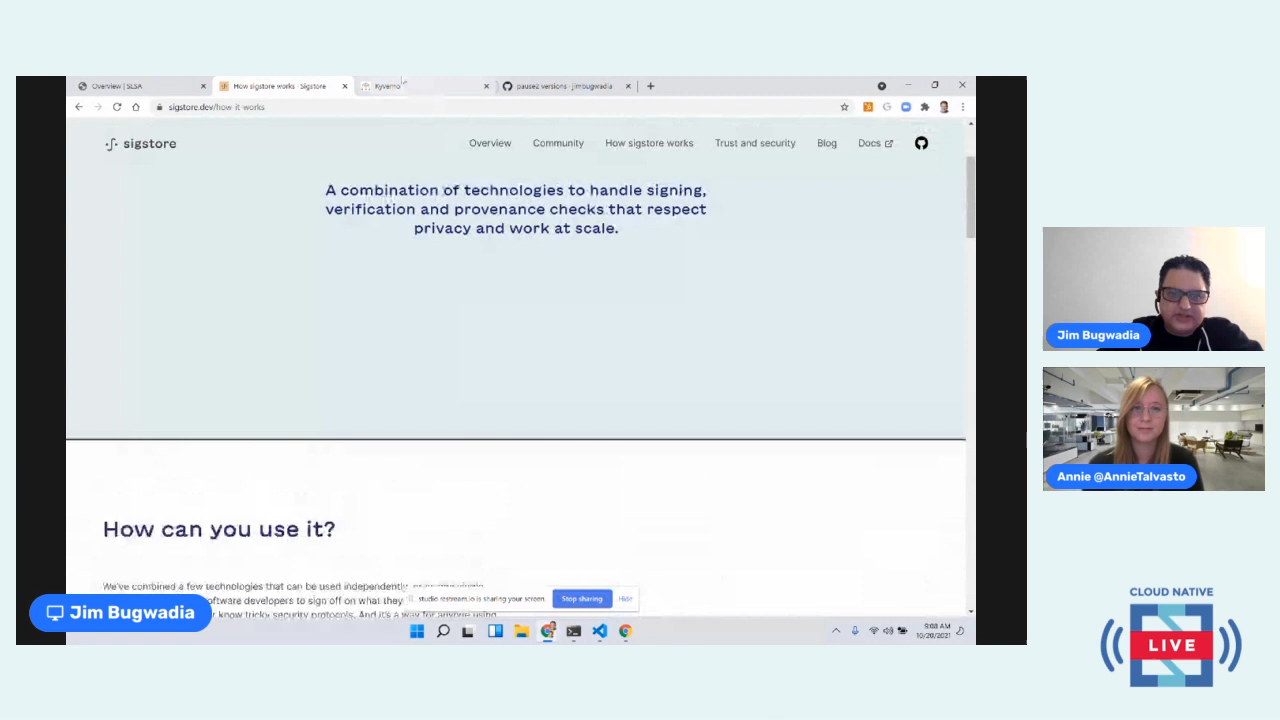 Overview | SLSA
How sigstore works - Sigstore
Kyverno
pause2 versions · jimbugwadia
sigstore.dev/how-it-works
sigstore
Overview
Community
How sigstore works
Trust and security
Blog
Docs
A combination of technologies to handle signing,
verification and provenance checks that respect
privacy and work at scale.
How can you use it?
We've combined a few technologies that can be used independently,
oftware developers to sign off on what they
know tricky security protocols. And it's a way for anyone using
studio.restream.io is sharing your screen.
Stop sharing
Hide
Jim Bugwadia
9:08 AM
10/20/2021
Jim Bugwadia
Annie @AnnieTalvasto
CLOUD NATIVE
LIVE